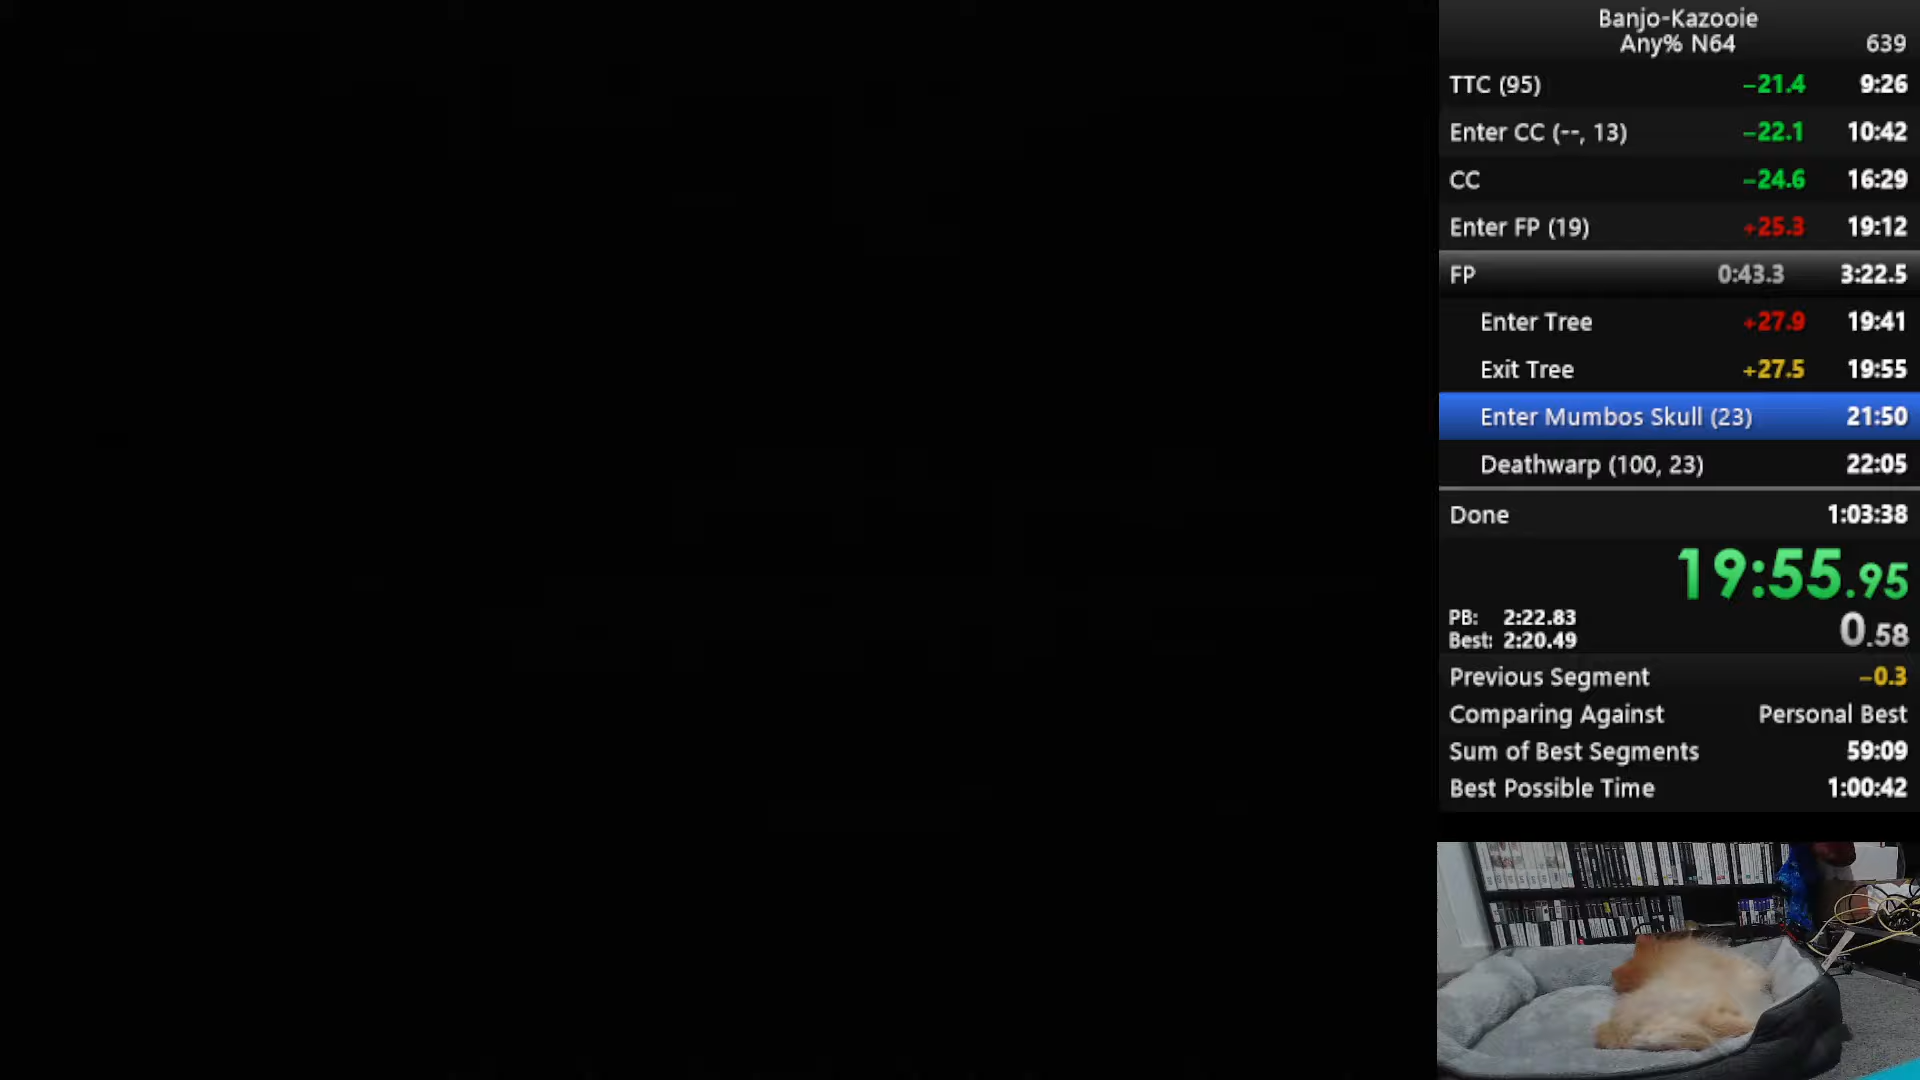 Banjo-Kazooie
Any% N64 639
TTC (95) −21.4 9:26
Enter CC (--, 13) −22.1 10:42
CC −24.6 16:29
Enter FP (19) +25.3 19:12
FP 0:43.3 3:22.5
Enter Tree +27.9 19:41
Exit Tree +27.5 19:55
Enter Mumbos Skull (23) 21:50
Deathwarp (100, 23) 22:05
Done 1:03:38
19:55.95
PB: 2:22.83
0.58
Best: 2:20.49
Previous Segment −0.3
Comparing Against Personal Best
Sum of Best Segments 59:09
Best Possible Time 1:00:42